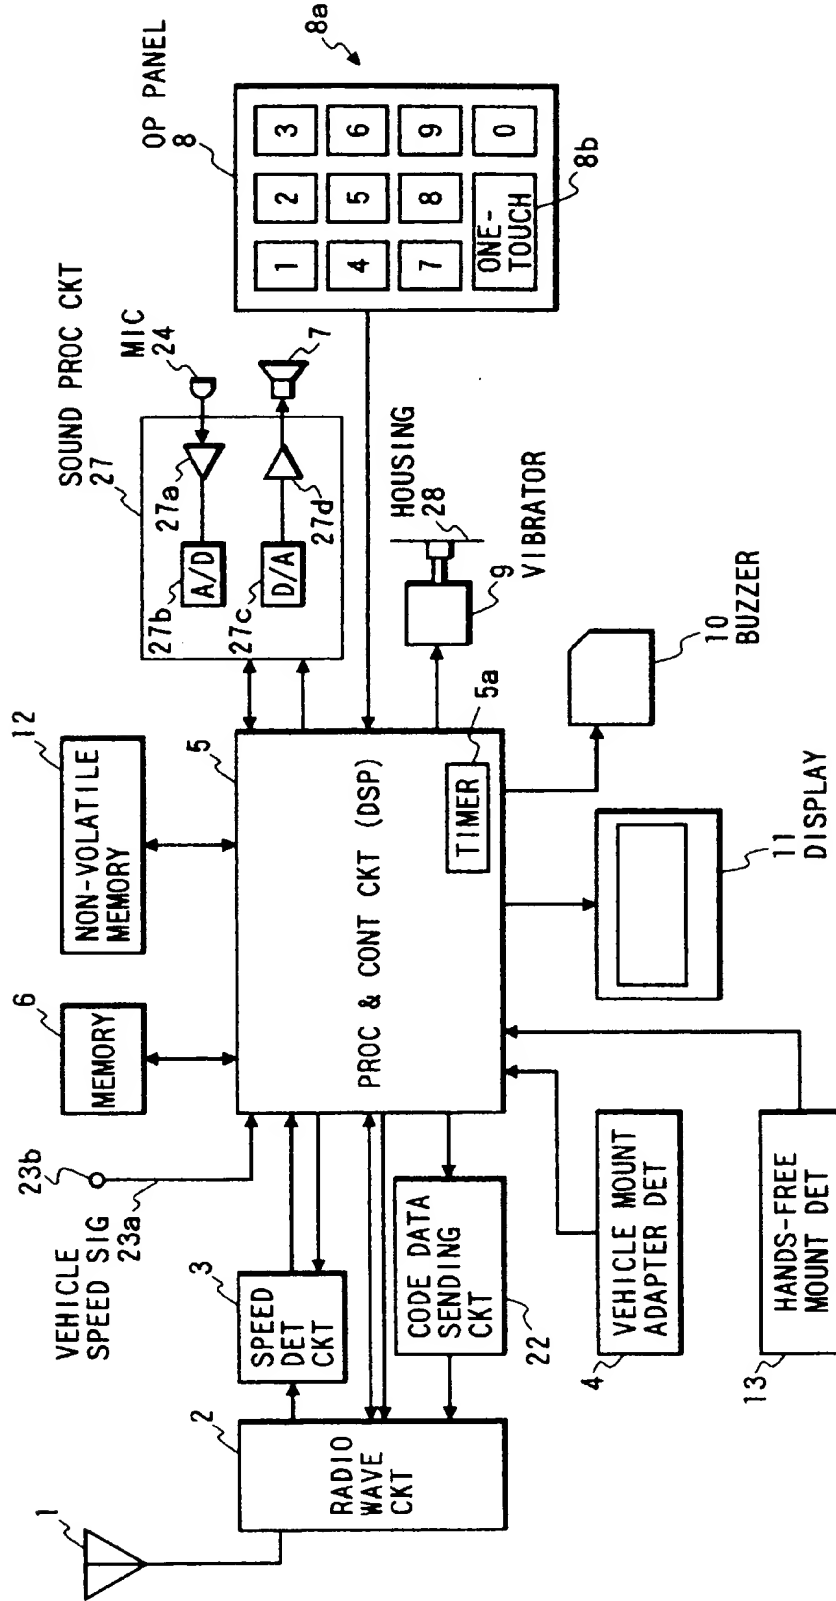 1
RADIO
WAVE
CKT
2
SPEED
DET
CKT
3
VEHICLE
SPEED SIG
23a
23b
CODE DATA
SENDING
CKT
22
VEHICLE MOUNT
ADAPTER DET
4
HANDS-FREE
MOUNT DET
13
MEMORY
6
NON-VOLATILE
MEMORY
12
PROC & CONT CKT (DSP)
5
TIMER
5a
11
DISPLAY
10
BUZZER
HOUSING
28
9
VIBRATOR
SOUND PROC CKT
27
27a
27b
A/D
27c
D/A
27d
MIC
24
7
OP PANEL
8
8a
1 2 3
4 5 6
7 8 9
ONE-
TOUCH
0
8b